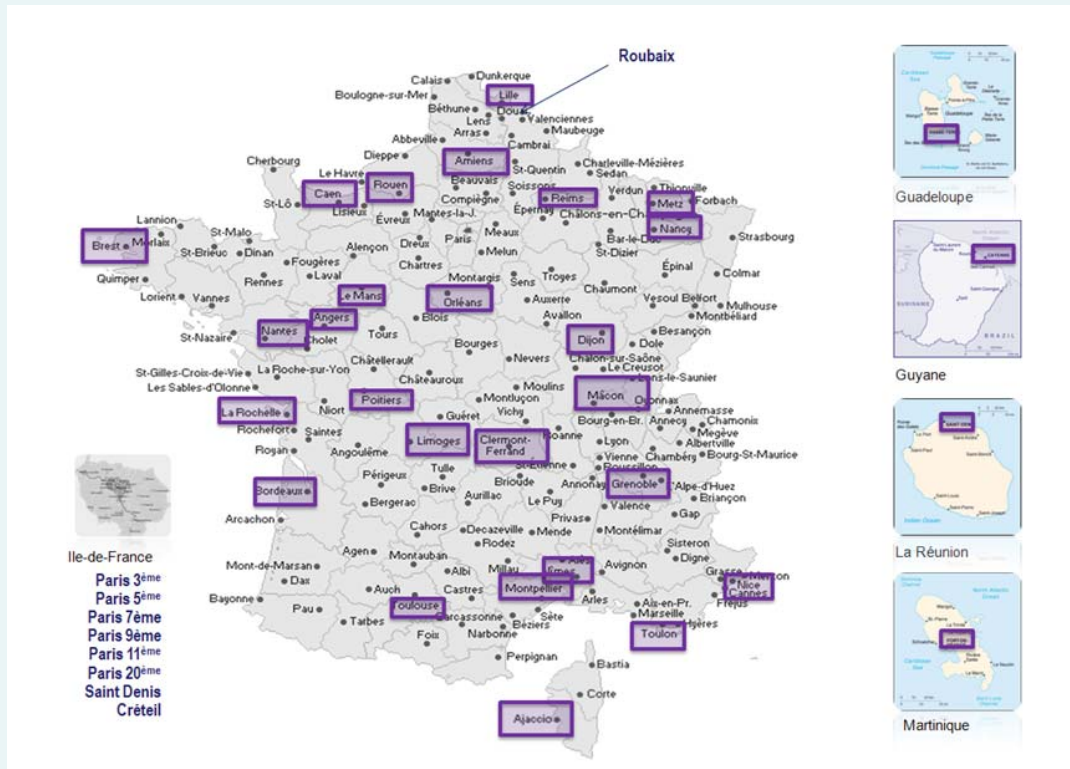 Roubaix
Dunkerque
Calais
Lille
Boulogne-sur-Mer
Béthune
Lens
Valenciennes
Arras
Maubeuge
Abbeville
Cambrai
Dieppe
Amiens
St-Quentin
Charleville-Mézières
Sedan
Cherbourg
Le Havre
Rouen
Beauvais
Soissons
Compiègne
Reims
Verdun
Thionville
Metz
Forbach
Caen
St-Lô
Lisieux
Évreux
Mantes-la-J.
Épernay
Nancy
Lannion
St-Malo
Meaux
Bar-le-Duc
Strasbourg
Brest
Morlaix
St-Brieuc
Dinan
Alençon
Dreux
Paris
Melun
St-Dizier
Fougères
Chartres
Quimper
Rennes
Laval
Montargis
Sens
Troyes
Épinal
Chaumont
Colmar
Lorient
Vannes
Le Mans
Orléans
Auxerre
Vesoul
Belfort
Mulhouse
Montbéliard
Angers
Blois
Avallon
St-Nazaire
Nantes
Cholet
Tours
Bourges
Dijon
Besançon
Dole
Châtellerault
Nevers
Chalon-sur-Saône
Le Creusot
St-Gilles-Croix-de-Vie
La Roche-sur-Yon
Châteauroux
Moulins
Lons-le-Saunier
Les Sables-d'Olonne
Poitiers
Montluçon
Mâcon
Oyonnax
La Rochelle
Niort
Guéret
Vichy
Bourg-en-Br.
Annemasse
Annecy
Chamonix
Megève
Rochefort
Saintes
Limoges
Clermont-
Ferrand
Roanne
Lyon
Albertville
Royan
Angoulême
St-Etienne
Vienne
Chambéry
Bourg-St-Maurice
Roussillon
Périgueux
Tulle
Brive
Brioude
Annonay
Grenoble
Alpe-d'Huez
Bordeaux
Bergerac
Aurillac
Le Puy
Valence
Briançon
Arcachon
Privas
Gap
Cahors
Decazeville
Mende
Montélimar
Rodez
Sisteron
Agen
Montauban
Millau
Alès
Digne
Mont-de-Marsan
Albi
Avignon
Grasse
Menton
Dax
Nice
Cannes
Bayonne
Auch
Castres
Montpellier
Arles
Fréjus
Pau
Toulouse
Aix-en-Pr.
Marseille
Hyères
Tarbes
Carcassonne
Sète
Béziers
Narbonne
Foix
Toulon
Perpignan
Bastia
Corte
Ajaccio
Ile-de-France
Paris 3ème
Paris 5ème
Paris 7ème
Paris 9ème
Paris 11ème
Paris 20ème
Saint Denis
Créteil
Guadeloupe
SURINAME
BRAZIL
Guyane
La Réunion
Martinique